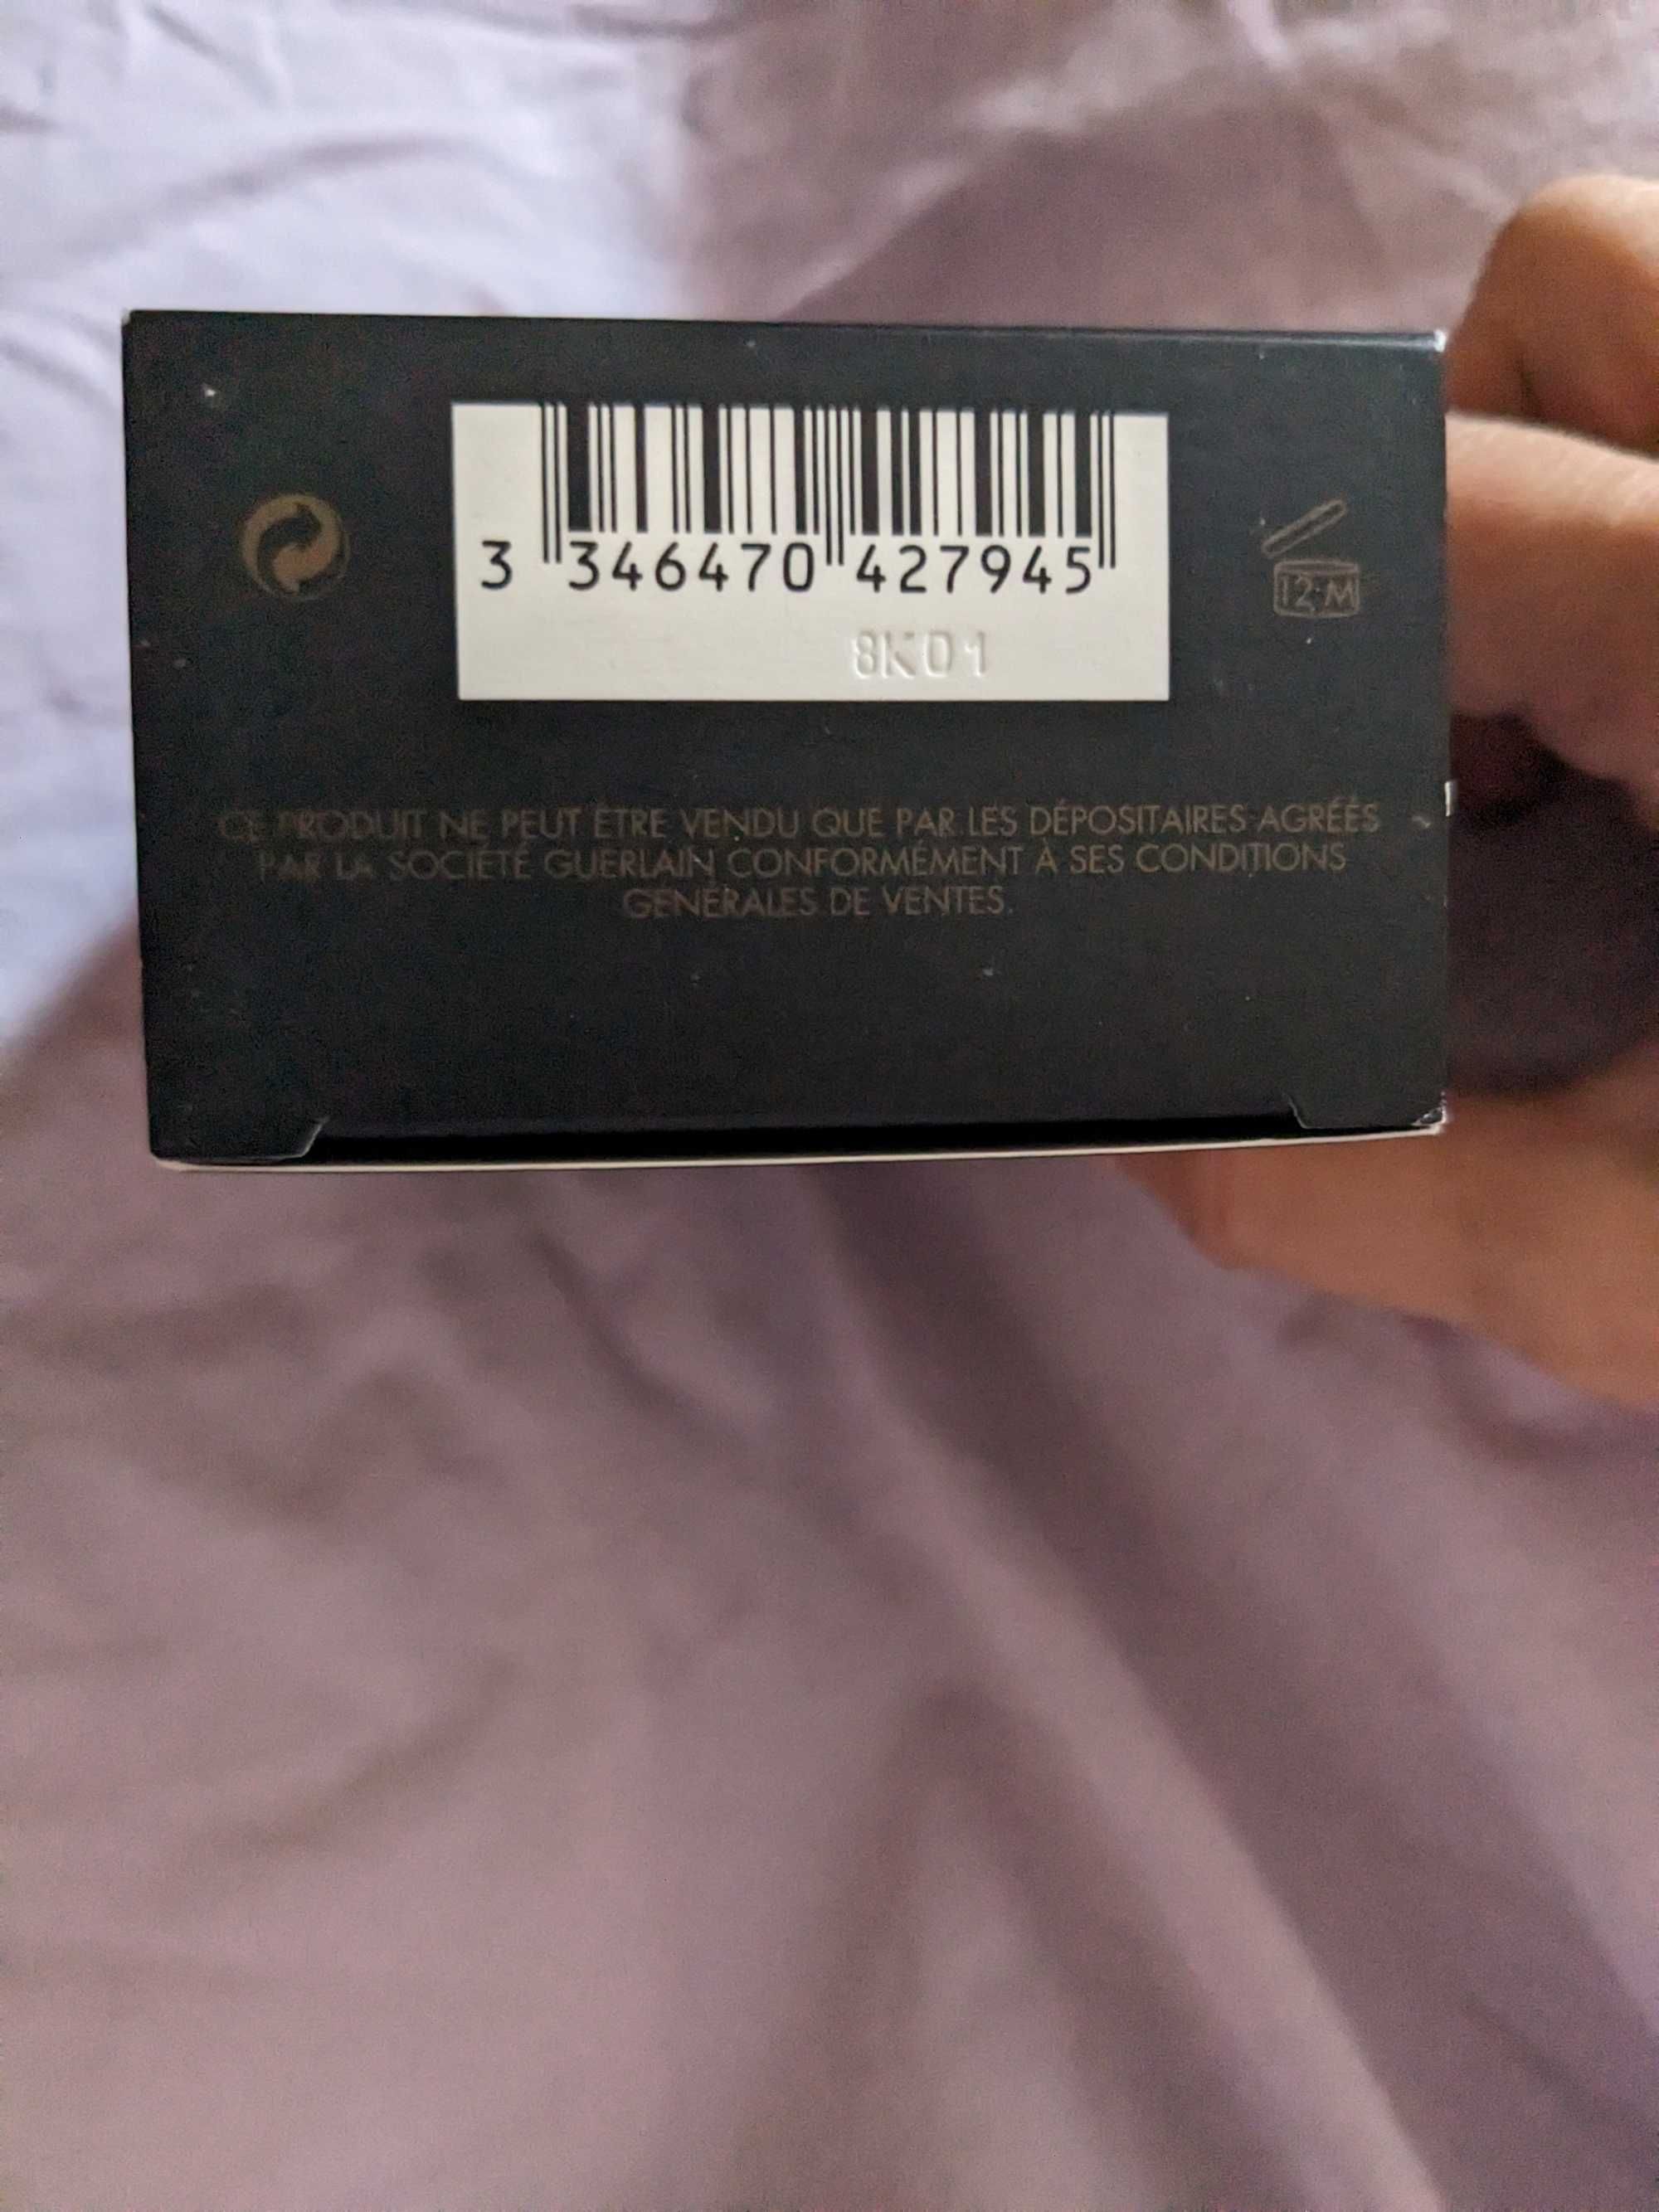 3 346470 427945
8K01
12 M
CE PRODUIT NE PEUT ÊTRE VENDU QUE PAR LES DÉPOSITAIRES AGRÉÉS
PAR LA SOCIÉTÉ GUERLAIN CONFORMÉMENT À SES CONDITIONS
GÉNÉRALES DE VENTES.